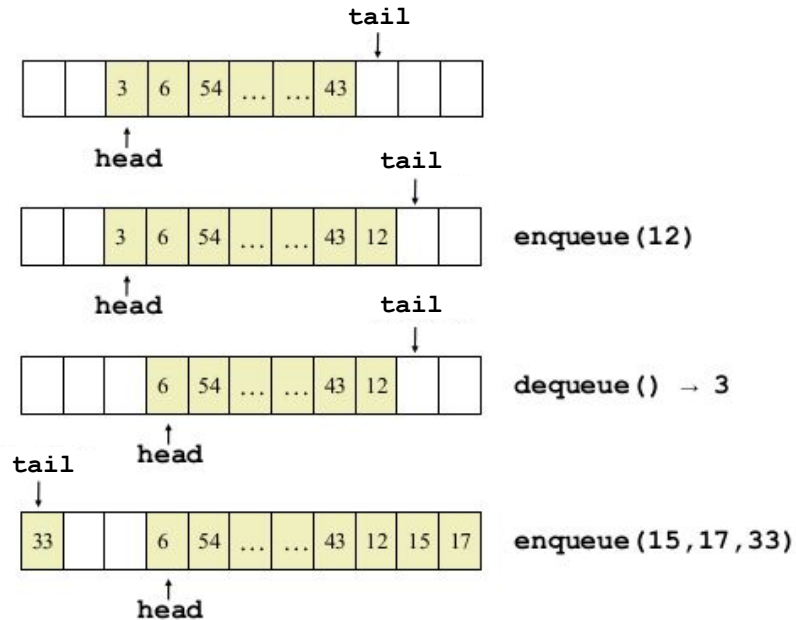 tail
3 6 54 ... ... 43
head
tail
3 6 54 ... ... 43 12 enqueue(12)
head
tail
6 54 ... ... 43 12 dequeue() → 3
head
tail
33 6 54 ... ... 43 12 15 17 enqueue(15,17,33)
head